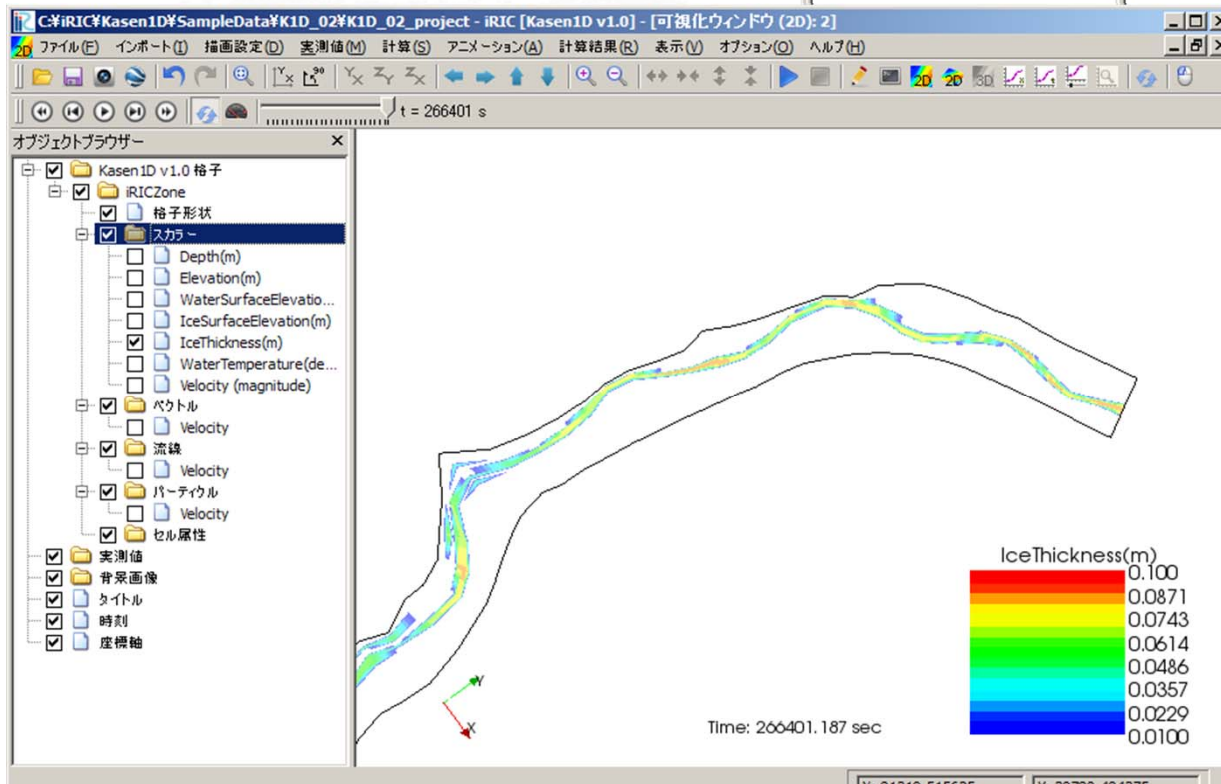 C:¥iRIC¥Kasen1D¥SampleData¥K1D_02¥K1D_02_project - iRIC [Kasen1D v1.0] - [可視化ウィンドウ (2D): 2]
ファイル(F) インポート(I) 描画設定(D) 実測値(M) 計算(S) アニメーション(A) 計算結果(R) 表示(V) オプション(O) ヘルプ(H)
t = 266401 s
オブジェクトブラウザー
Kasen1D v1.0 格子
iRICZone
格子形状
スカラー
Depth(m)
Elevation(m)
WaterSurfaceElevatio...
IceSurfaceElevation(m)
IceThickness(m)
WaterTemperature(de...
Velocity (magnitude)
ベクトル
Velocity
流線
Velocity
パーティクル
Velocity
セル属性
実測値
背景画像
タイトル
時刻
座標軸
Y
X
Time: 266401.187 sec
IceThickness(m)
0.100
0.0871
0.0743
0.0614
0.0486
0.0357
0.0229
0.0100